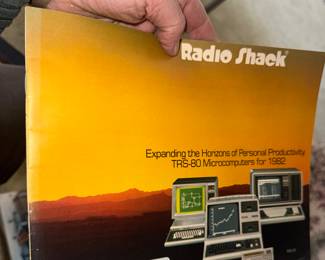 Radio Shack
Expanding the Horizons of Personal Productivity
TRS-80 Microcomputers for 1982